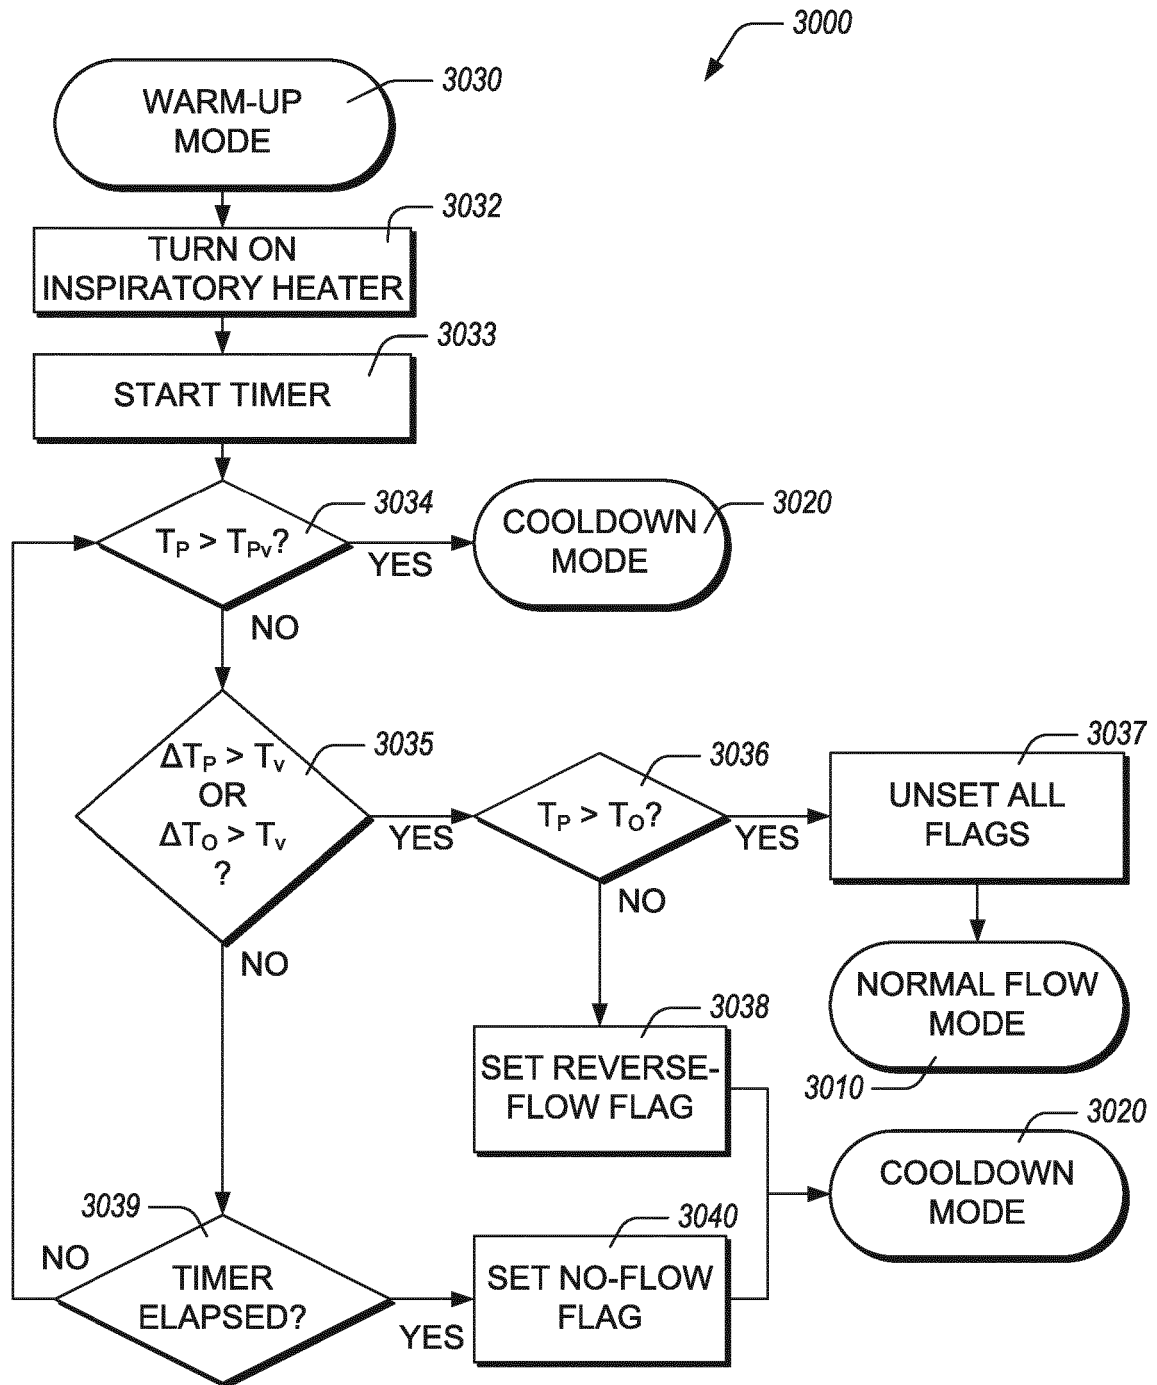 3000
WARM-UP
MODE
3030
TURN ON
INSPIRATORY HEATER
3032
START TIMER
3033
TP > TPv?
3034
YES
NO
COOLDOWN
MODE
3020
ΔTP > Tv
OR
ΔTO > Tv
?
3035
YES
NO
TP > TO?
3036
YES
NO
UNSET ALL
FLAGS
3037
NORMAL FLOW
MODE
3010
SET REVERSE-
FLOW FLAG
3038
COOLDOWN
MODE
3020
TIMER
ELAPSED?
3039
NO
YES
SET NO-FLOW
FLAG
3040